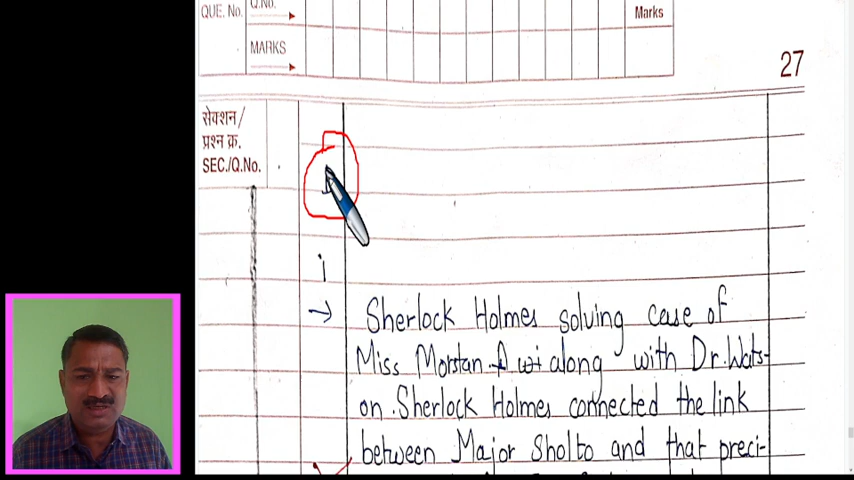 QUE. No.
Q.No.
Marks
MARKS
27
सेक्शन/
प्रश्न क्र.
SEC./Q.No.
i
→ Sherlock Holmes solving case of
Miss Morstan along with Dr. Wats-
on. Sherlock Holmes connected the link
between Major Sholto and that preci-